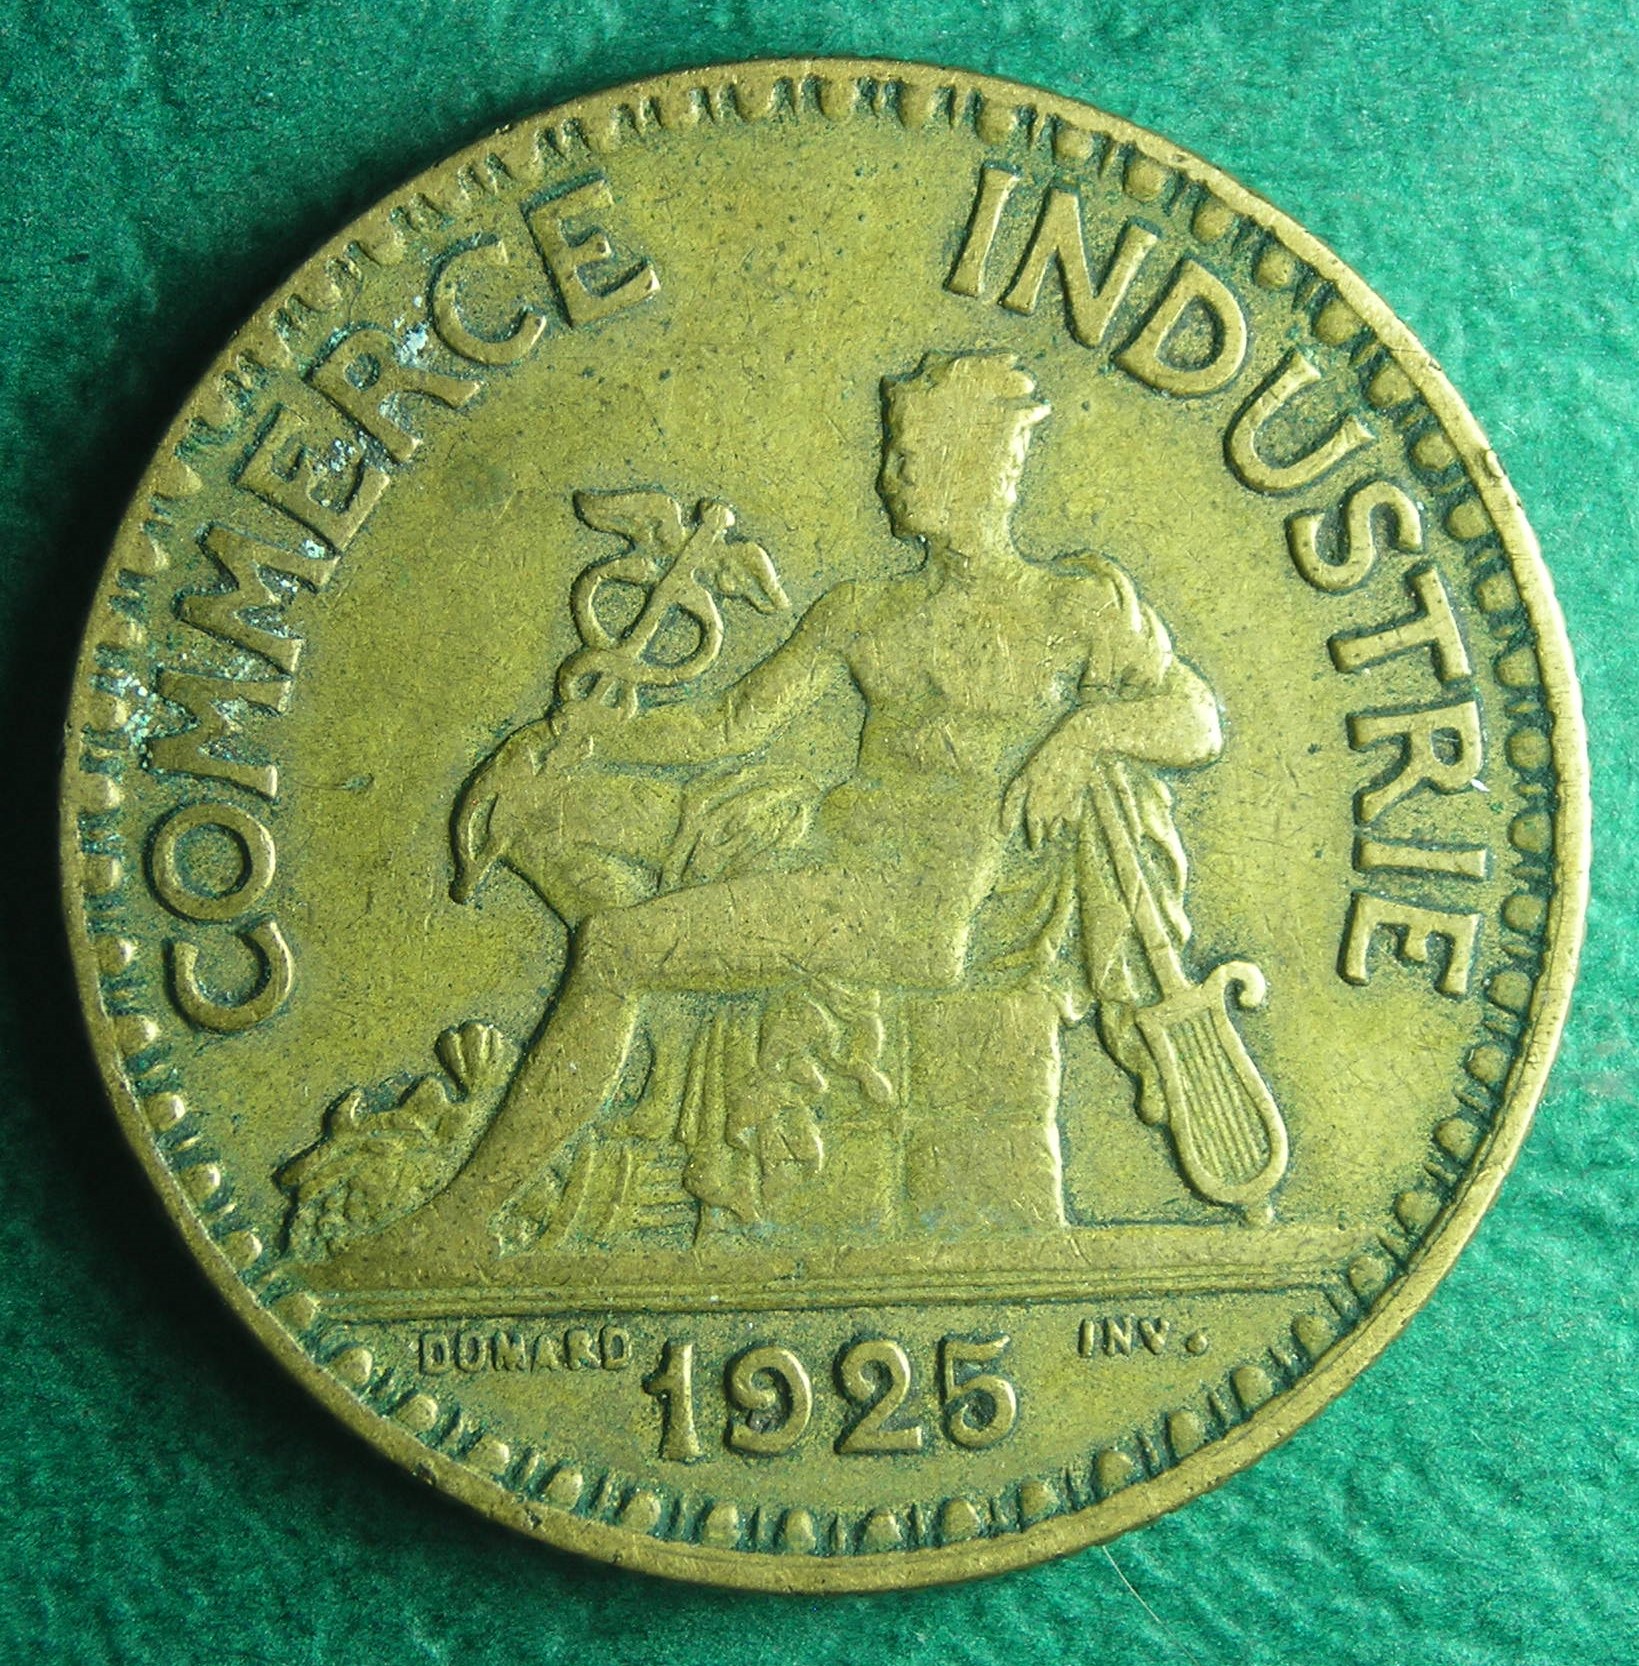 COMMERCE INDUSTRIE
DOMARD 1925 INV.